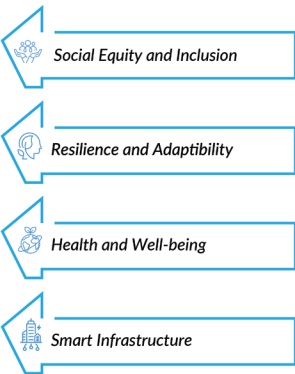 Social Equity and Inclusion
Resilience and Adaptibility
Health and Well-being
Smart Infrastructure